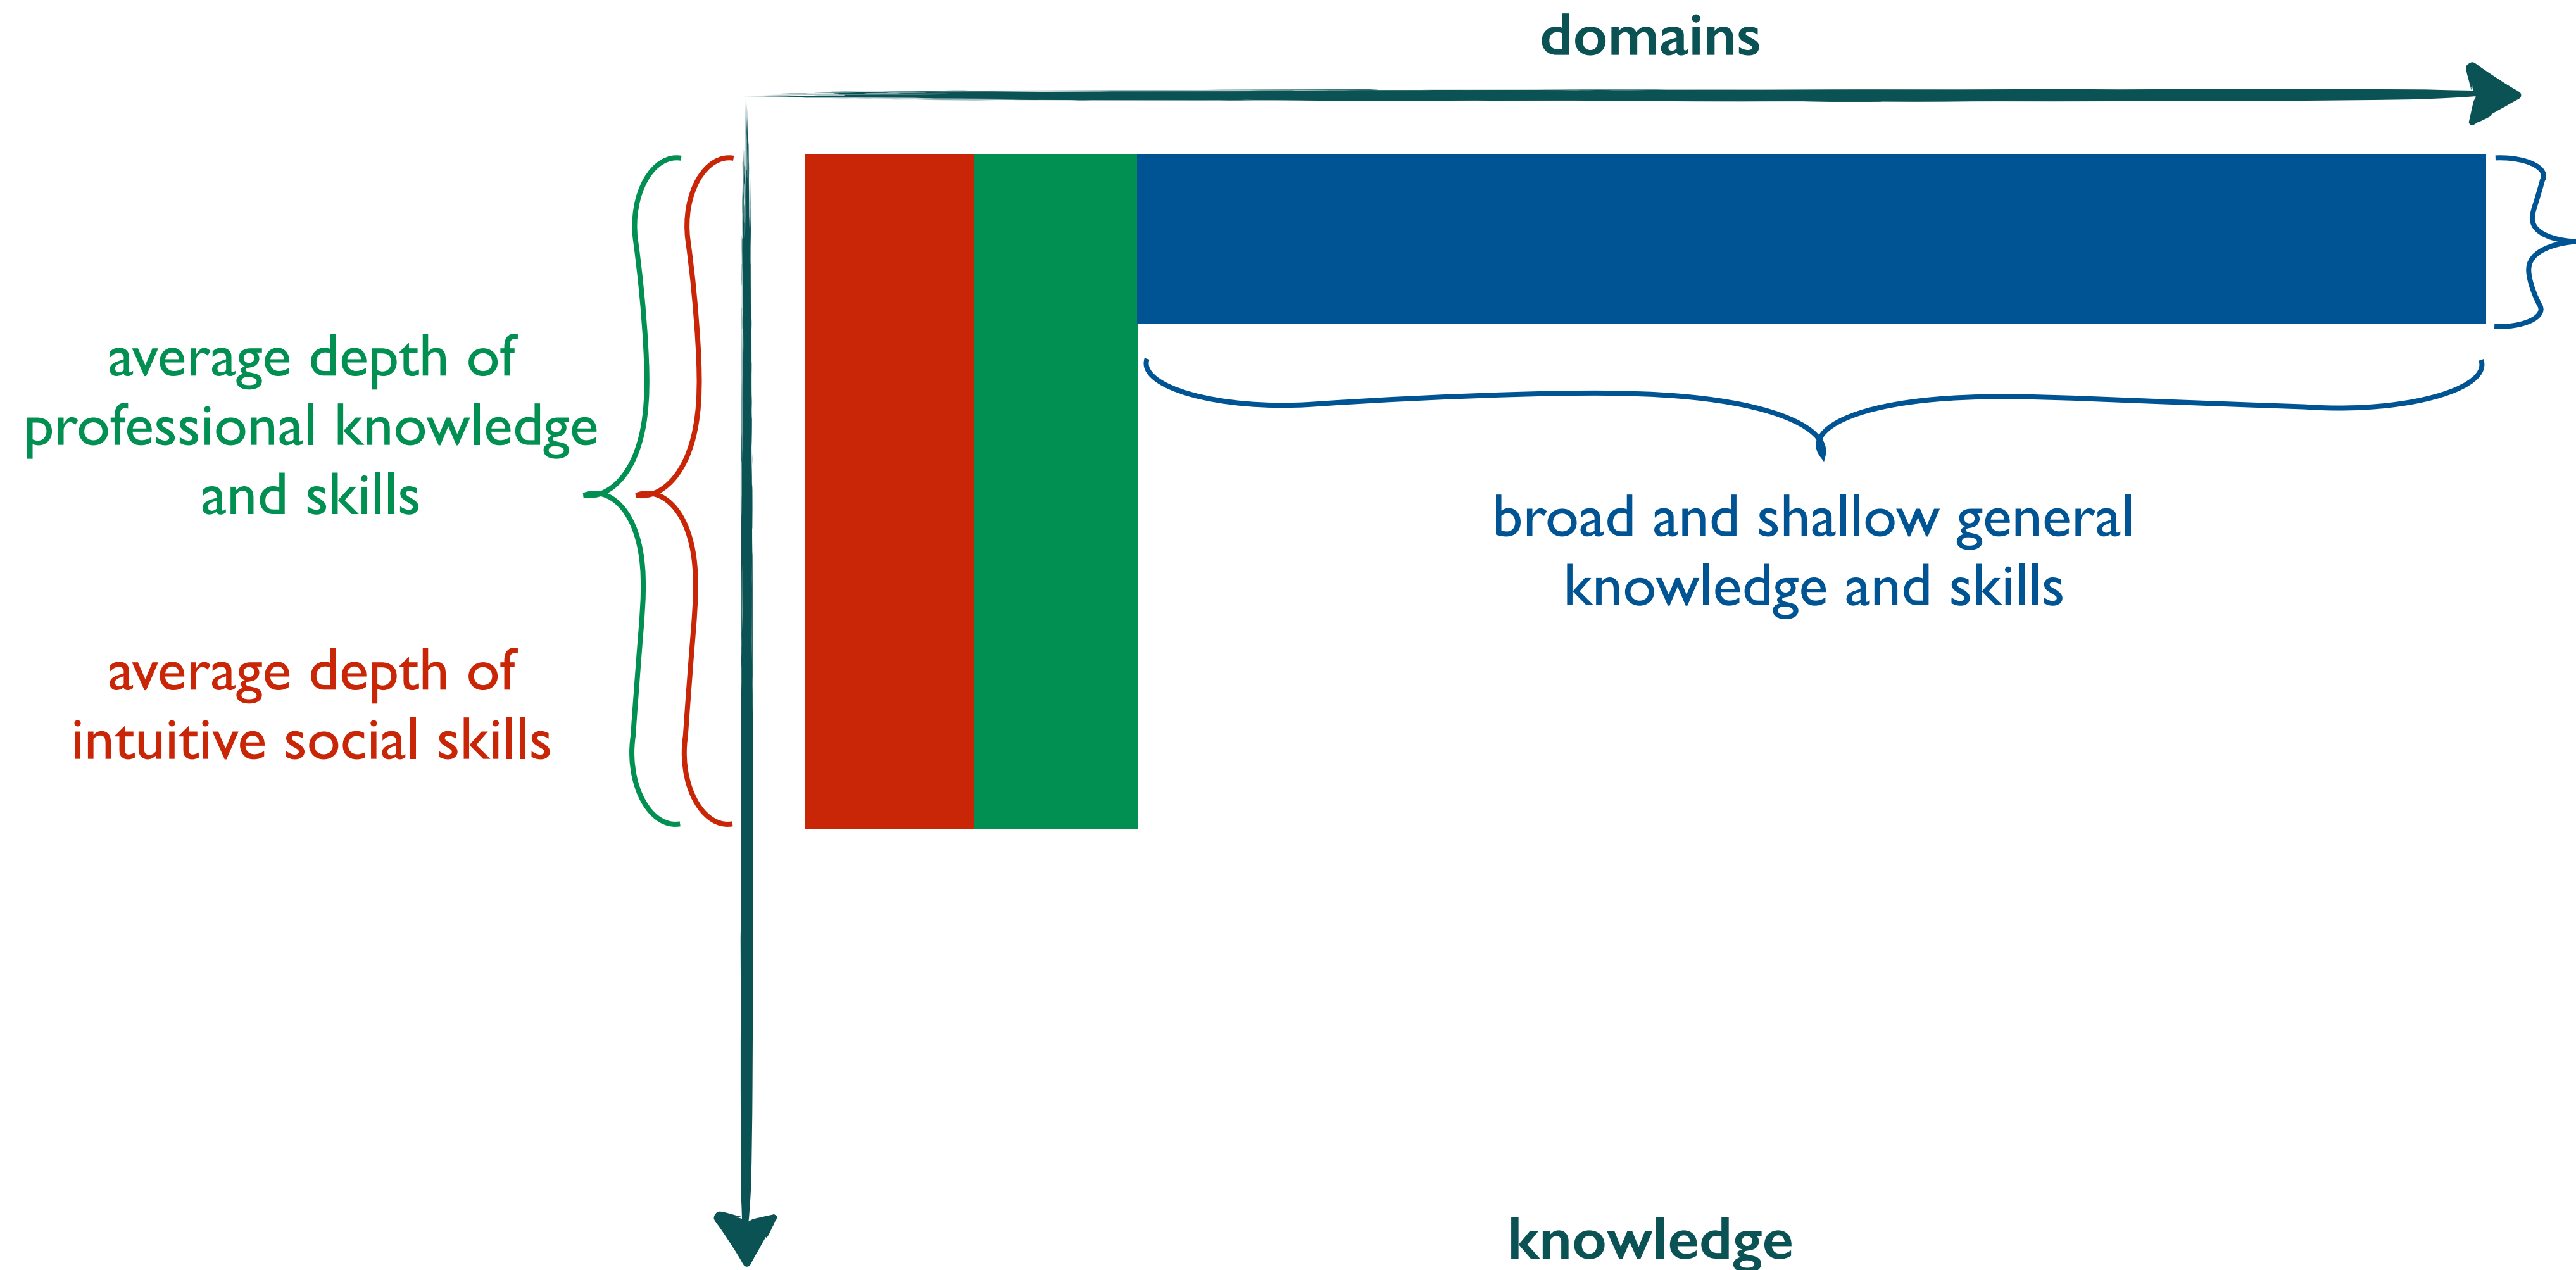 domains
average depth of
professional knowledge
and skills
broad and shallow general
knowledge and skills
average depth of
intuitive social skills
knowledge